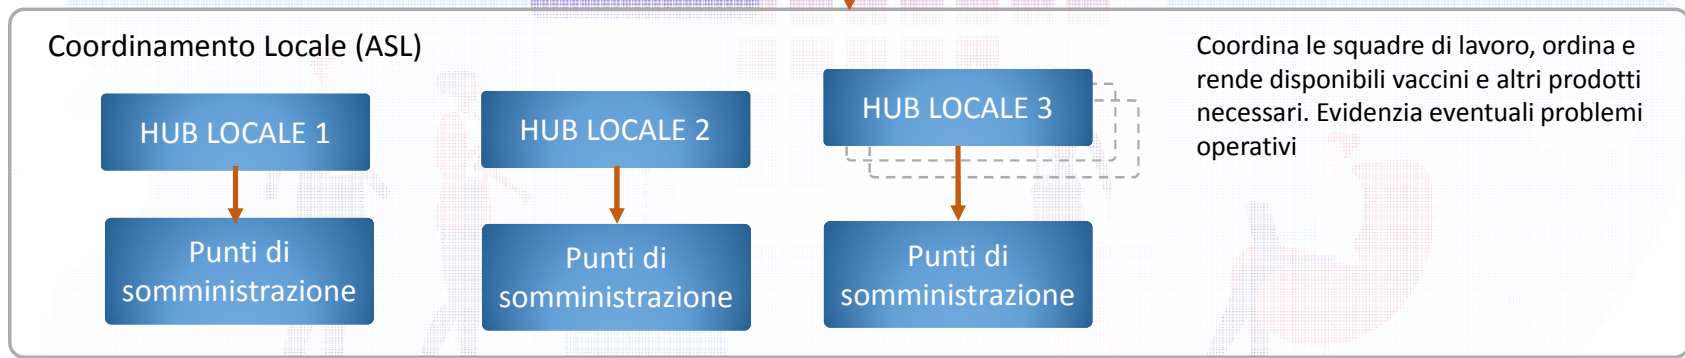 Coordinamento Locale (ASL)
HUB LOCALE 1
HUB LOCALE 2
HUB LOCALE 3
Punti di
somministrazione
Punti di
somministrazione
Punti di
somministrazione
Coordina le squadre di lavoro, ordina e
rende disponibili vaccini e altri prodotti
necessari. Evidenzia eventuali problemi
operativi